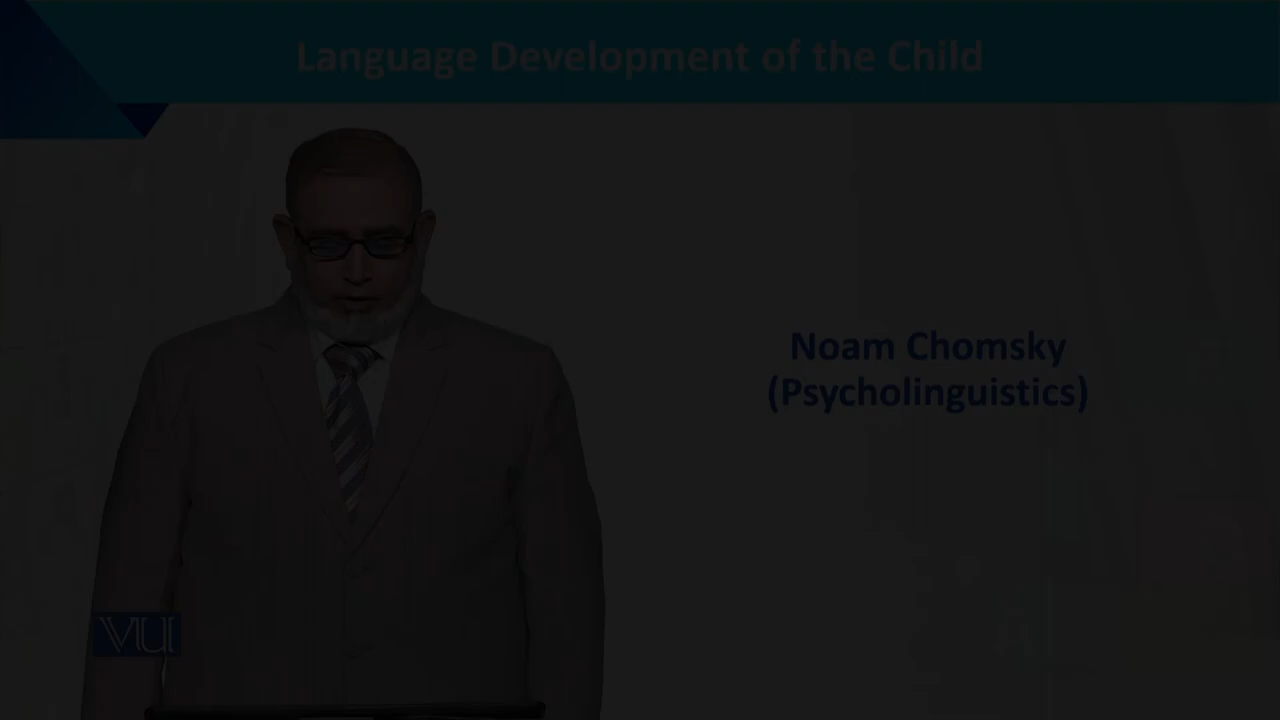 Language Development of the Child
Noam Chomsky
(Psycholinguistics)
VU